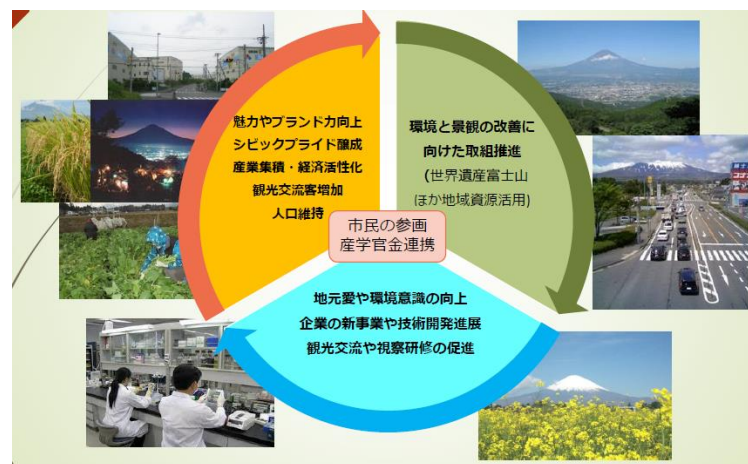 魅力やブランド力向上
シビックプライド醸成
産業集積・経済活性化
観光交流客増加
人口維持
環境と景観の改善に
向けた取組推進
(世界遺産富士山
ほか地域資源活用)
市民の参画
産学官金連携
地元愛や環境意識の向上
企業の新事業や技術開発進展
観光交流や視察研修の促進